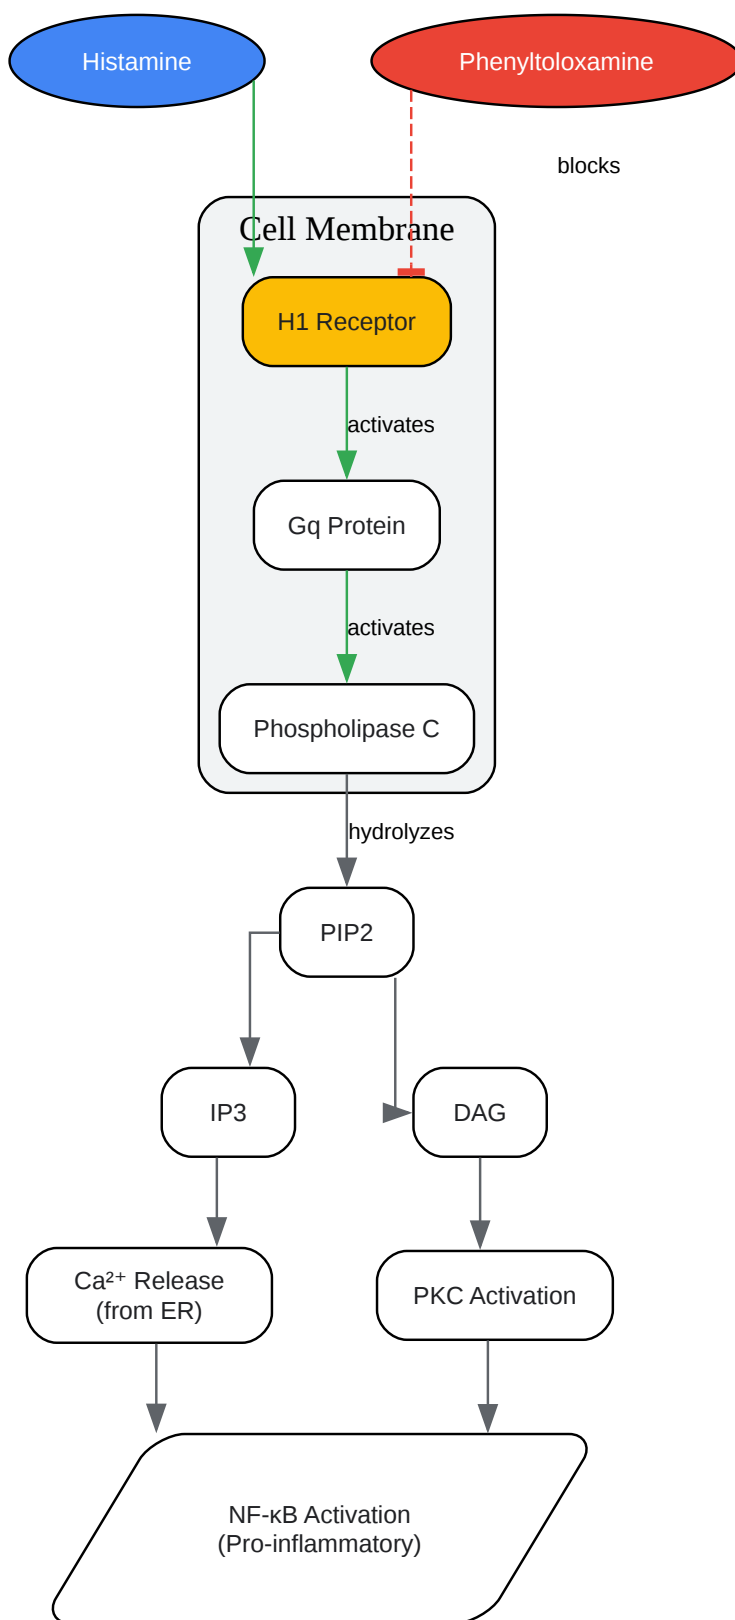 Histamine
Phenyltoloxamine
blocks
Cell Membrane
H1 Receptor
activates
Gq Protein
activates
Phospholipase C
hydrolyzes
PIP2
IP3
DAG
Ca²⁺ Release
(from ER)
PKC Activation
NF-κB Activation
(Pro-inflammatory)